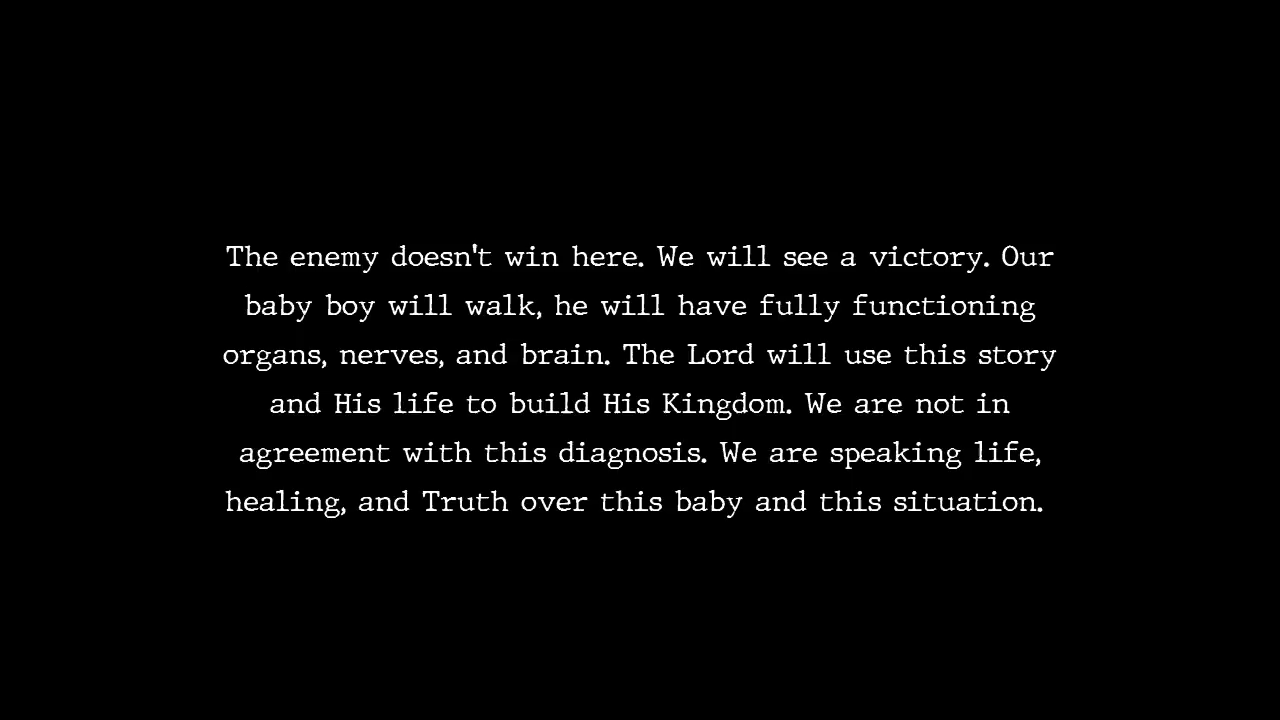 The enemy doesn't win here. We will see a victory. Our
baby boy will walk, he will have fully functioning
organs, nerves, and brain. The Lord will use this story
and His life to build His Kingdom. We are not in
agreement with this diagnosis. We are speaking life,
healing, and Truth over this baby and this situation.